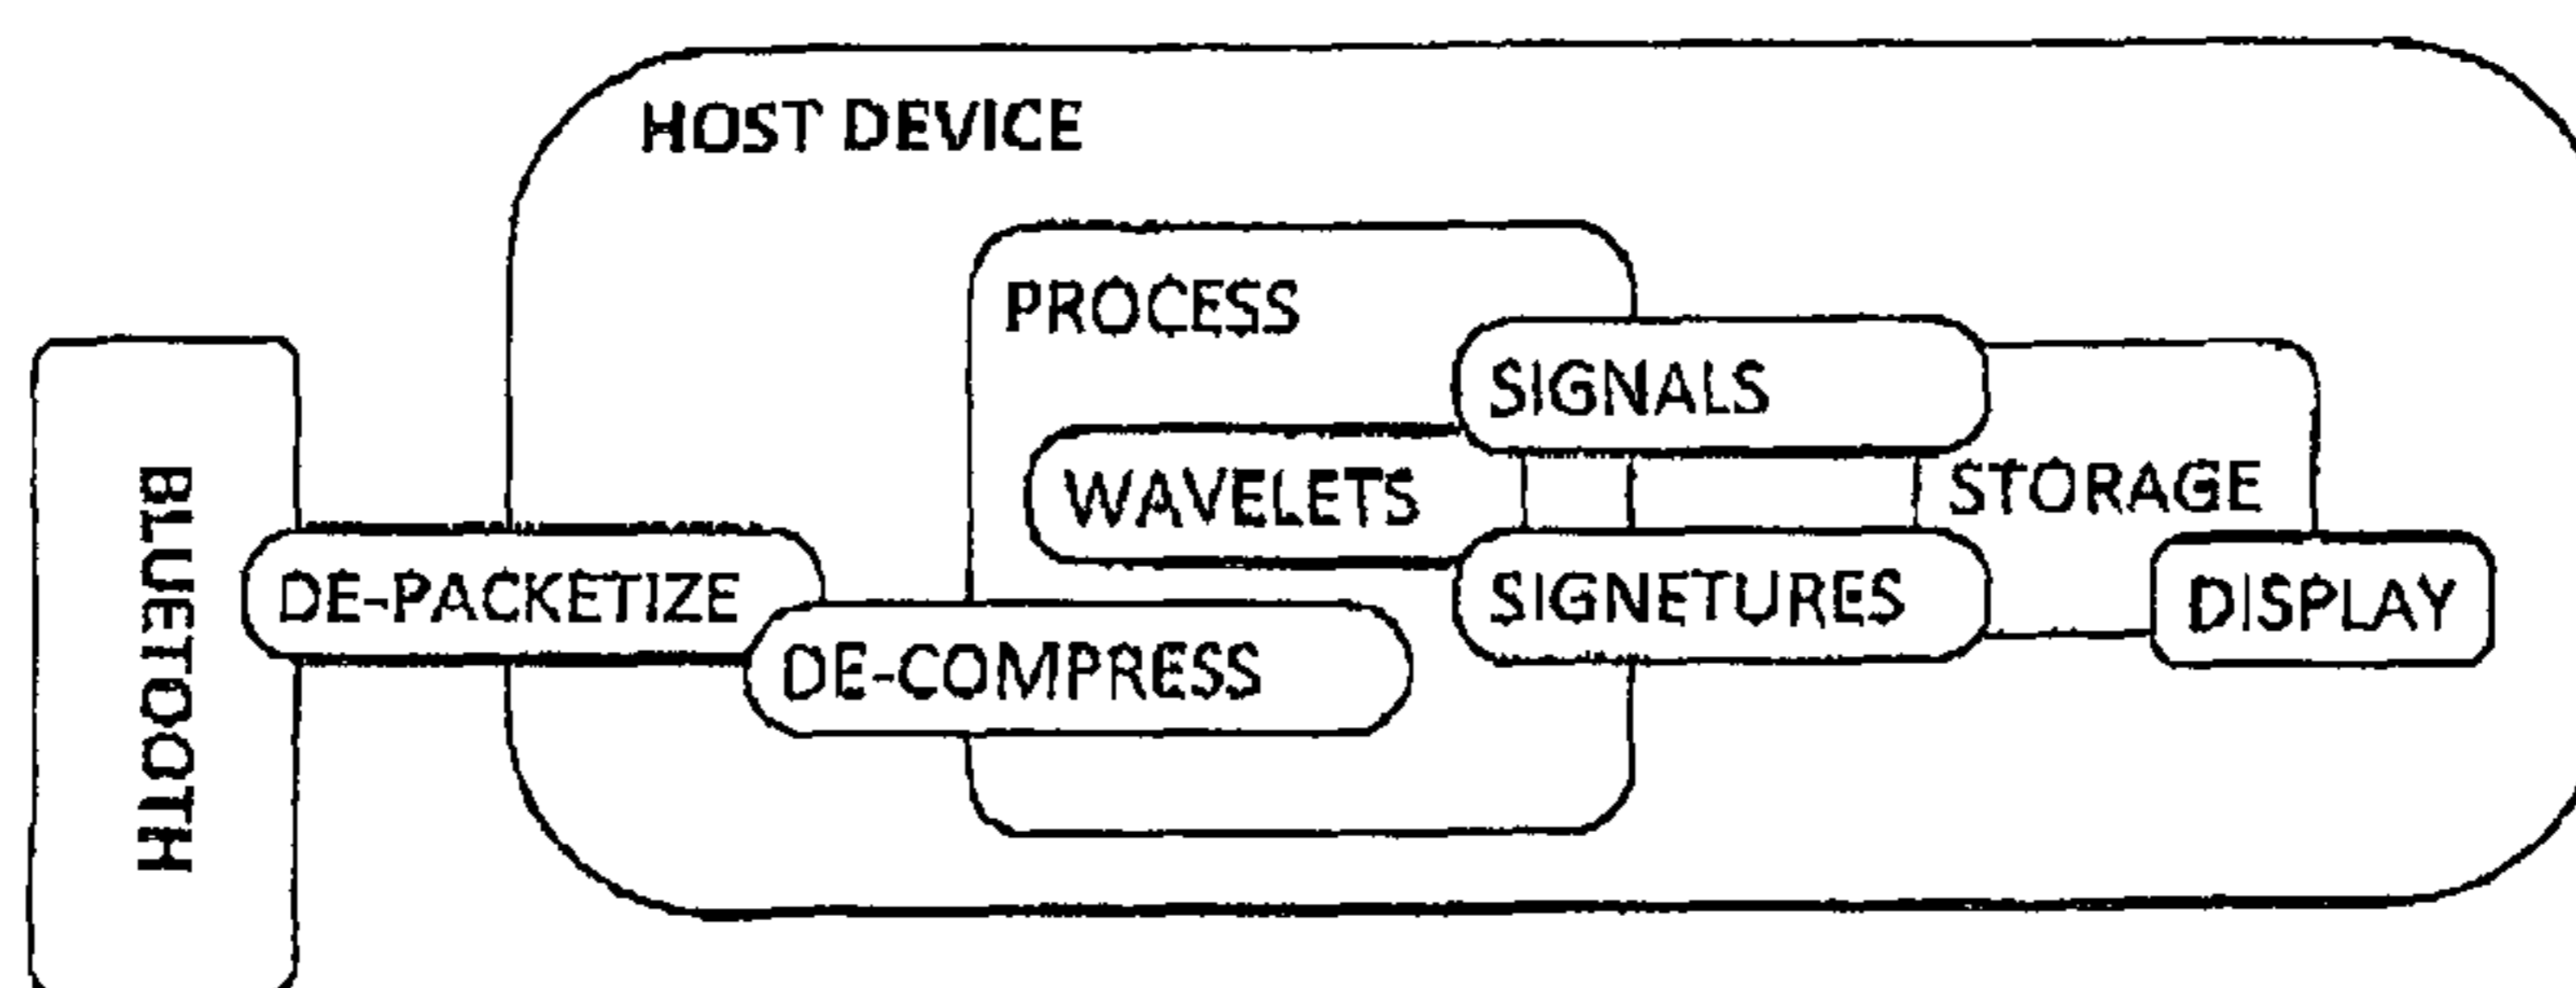 HOST DEVICE
PROCESS
SIGNALS
WAVELETS
STORAGE
BLUETOOTH
DE-PACKETIZE
SIGNETURES
DISPLAY
DE-COMPRESS